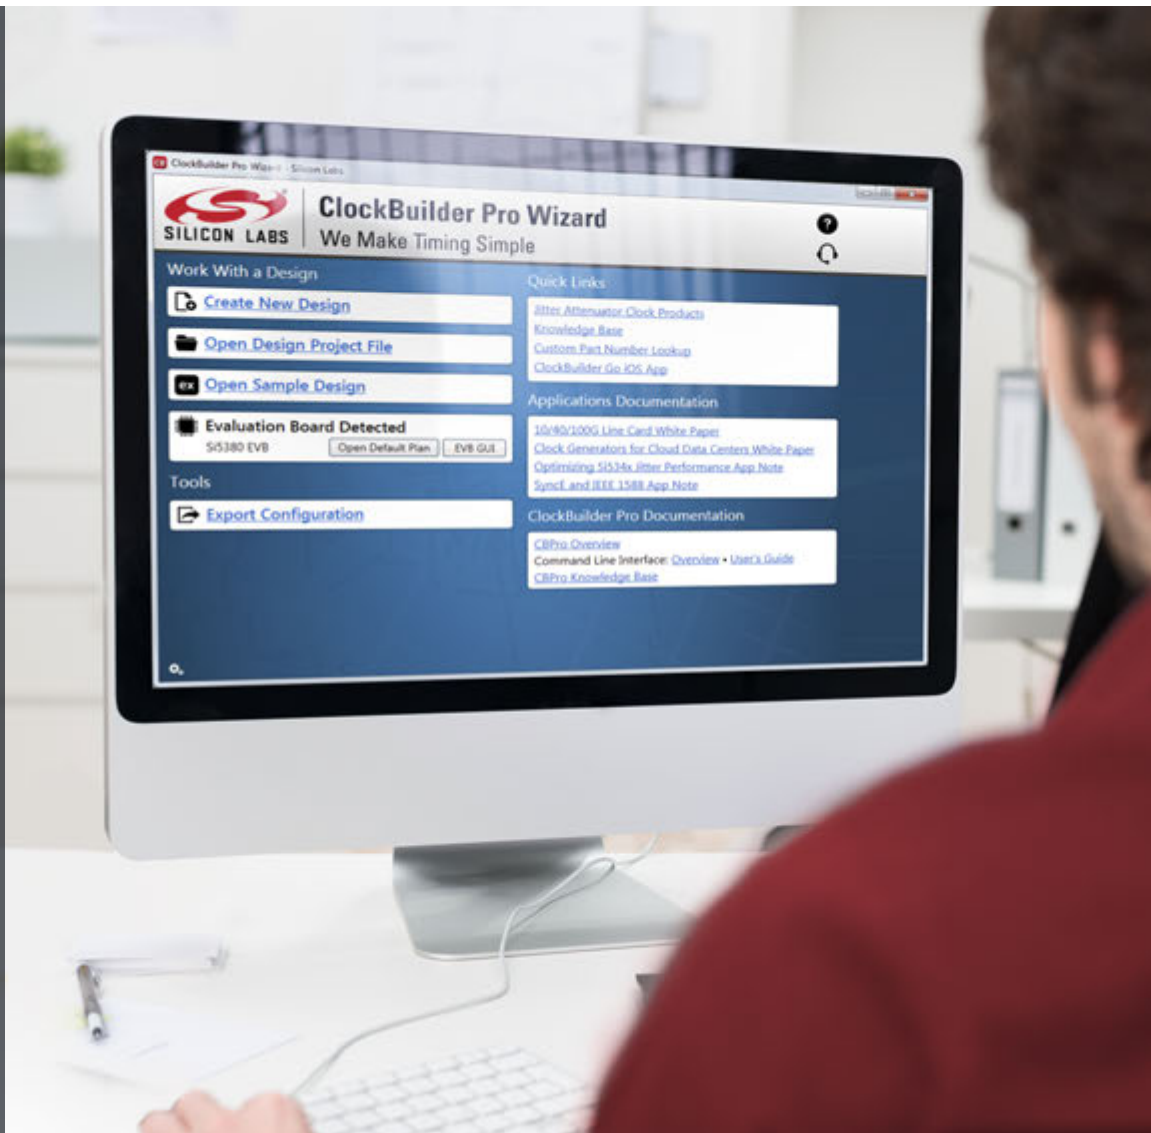 ClockBuilder Pro Wizard - Silicon Labs
SILICON LABS
ClockBuilder Pro Wizard
We Make Timing Simple
?
Work With a Design
Create New Design
Open Design Project File
ex Open Sample Design
Evaluation Board Detected
Si5380 EVB Open Default Plan EVB GUI
Tools
Export Configuration
Quick Links
Jitter Attenuator Clock Products
Knowledge Base
Custom Part Number Lookup
ClockBuilder Go iOS App
Applications Documentation
10/40/100G Line Card White Paper
Clock Generators for Cloud Data Centers White Paper
Optimizing Si534x Jitter Performance App Note
SyncE and IEEE 1588 App Note
ClockBuilder Pro Documentation
CBPro Overview
Command Line Interface: Overview • User's Guide
CBPro Knowledge Base